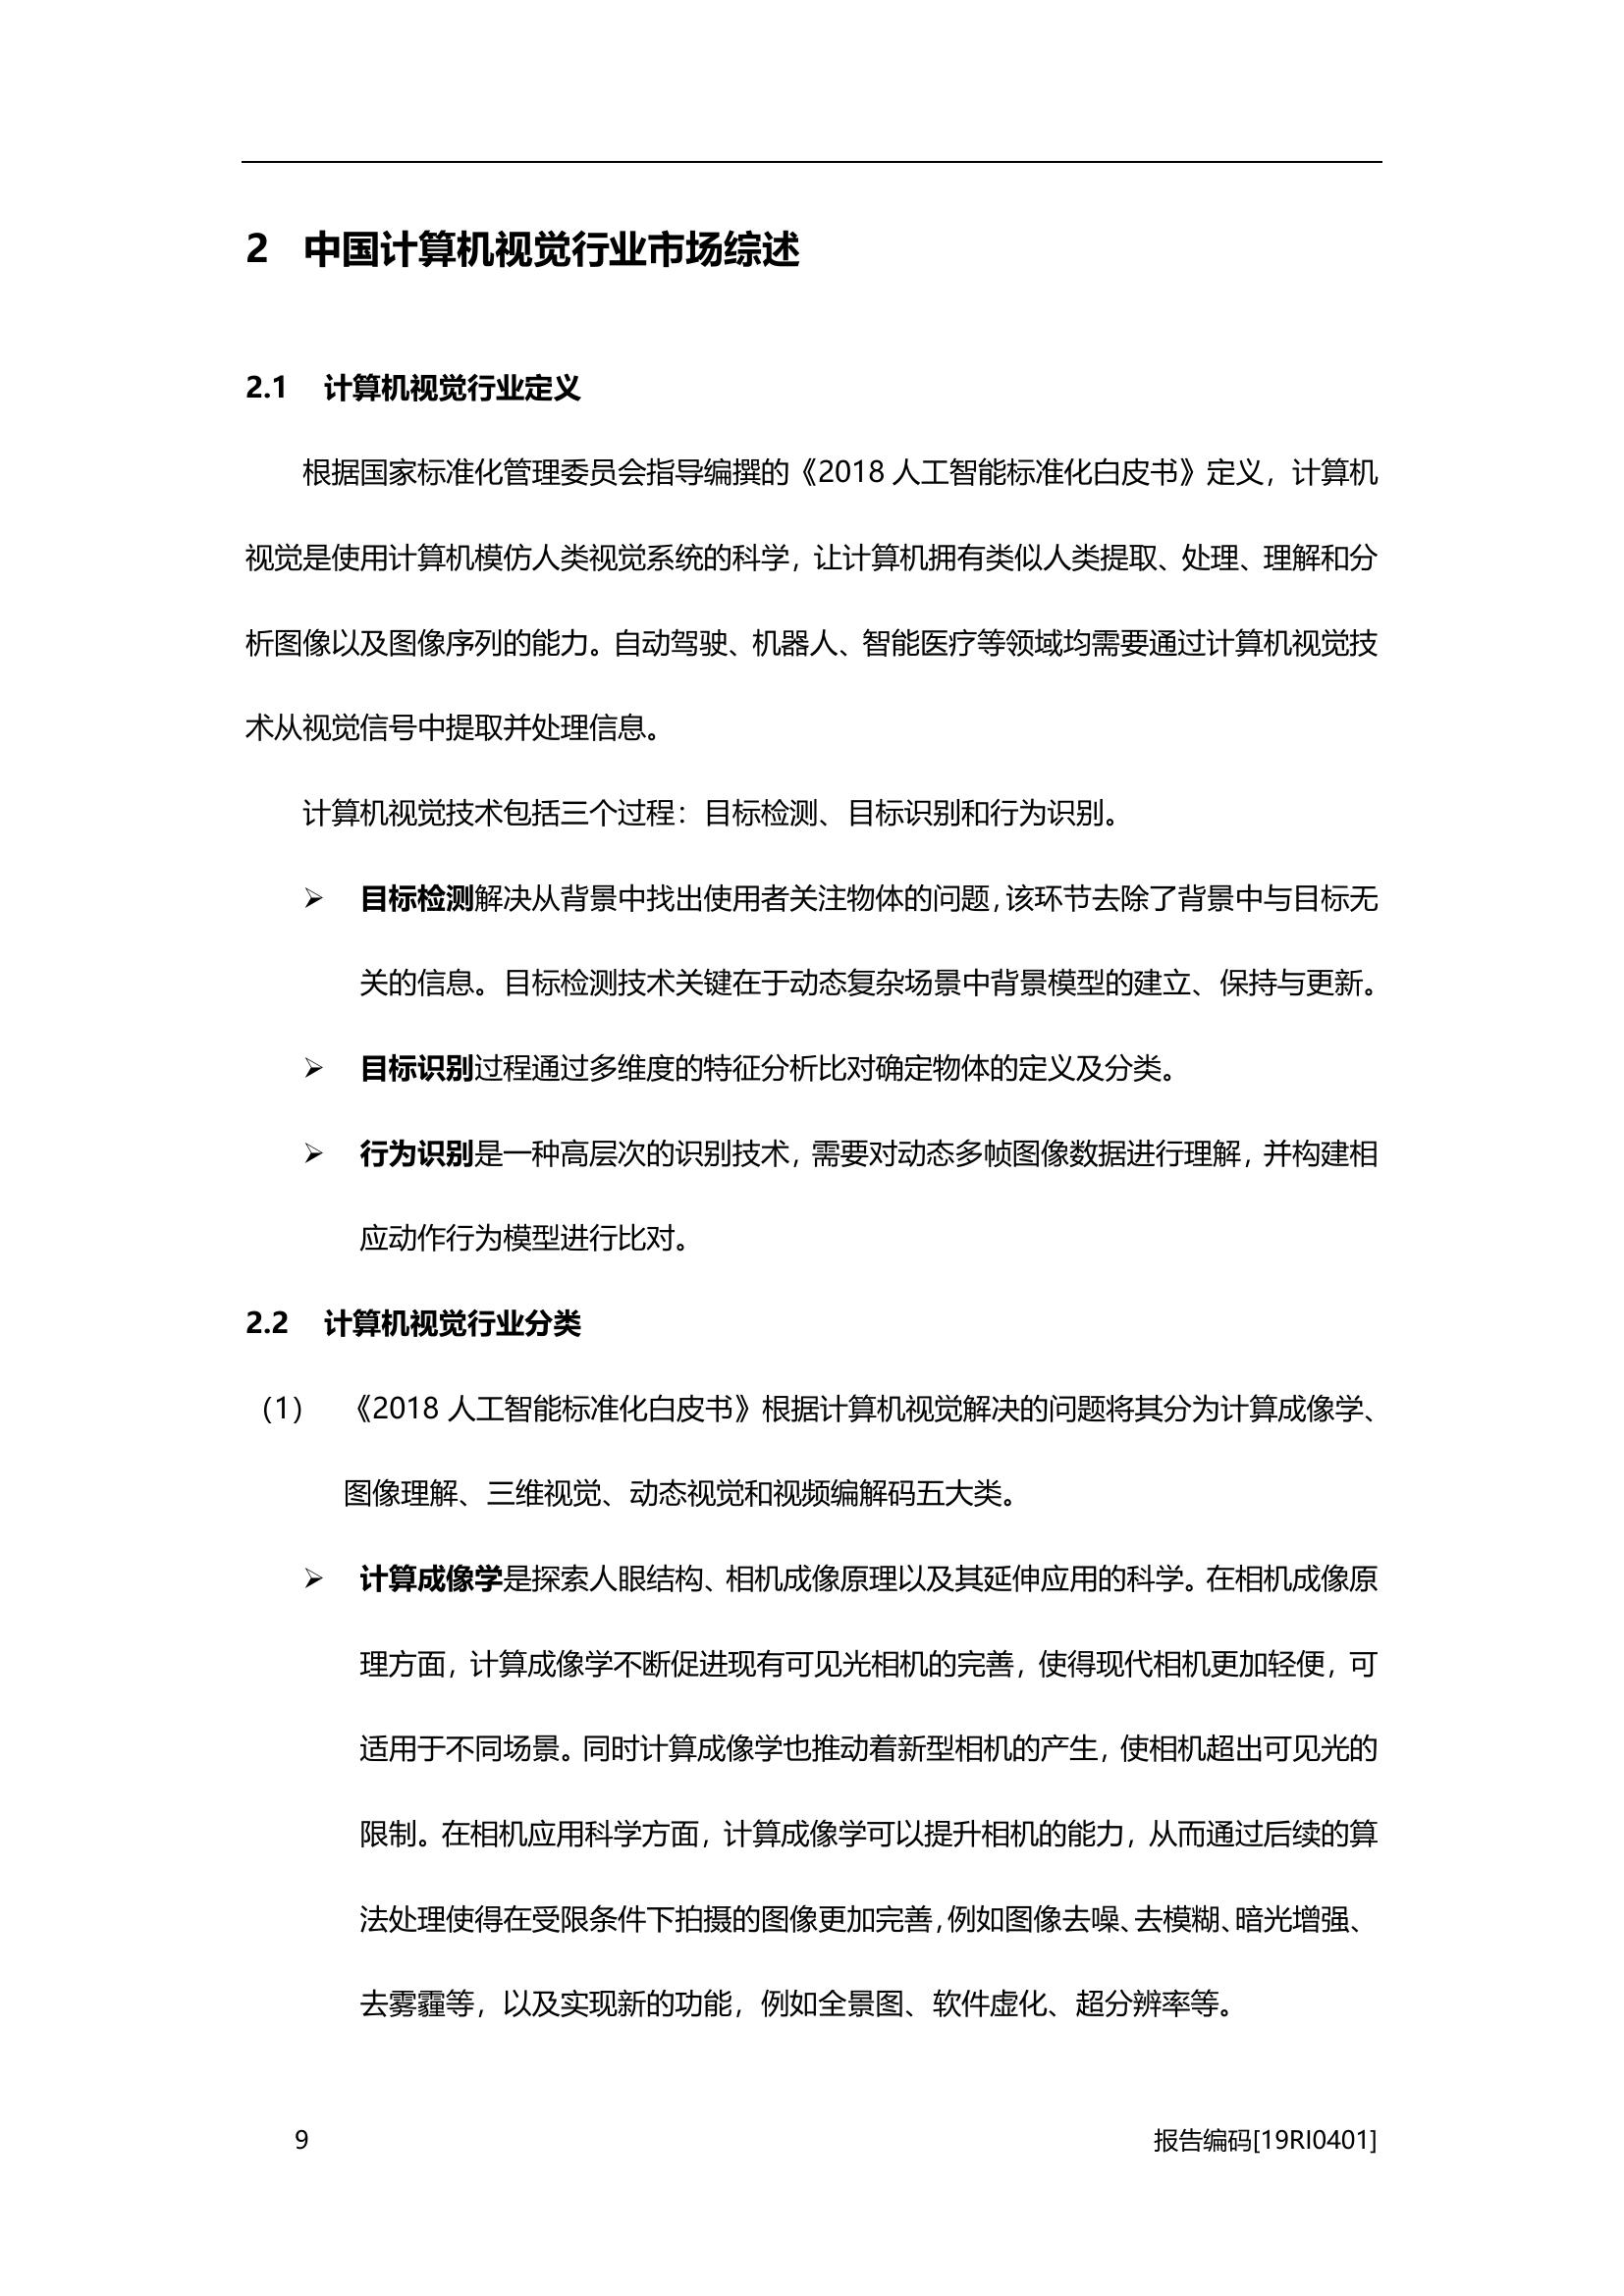 2 中国计算机视觉行业市场综述
2.1 计算机视觉行业定义
根据国家标准化管理委员会指导编撰的《2018 人工智能标准化白皮书》定义，计算机
视觉是使用计算机模仿人类视觉系统的科学，让计算机拥有类似人类提取、处理、理解和分
析图像以及图像序列的能力。自动驾驶、机器人、智能医疗等领域均需要通过计算机视觉技
术从视觉信号中提取并处理信息。
计算机视觉技术包括三个过程：目标检测、目标识别和行为识别。
➢ 目标检测解决从背景中找出使用者关注物体的问题，该环节去除了背景中与目标无
关的信息。目标检测技术关键在于动态复杂场景中背景模型的建立、保持与更新。
➢ 目标识别过程通过多维度的特征分析比对确定物体的定义及分类。
➢ 行为识别是一种高层次的识别技术，需要对动态多帧图像数据进行理解，并构建相
应动作行为模型进行比对。
2.2 计算机视觉行业分类
（1） 《2018 人工智能标准化白皮书》根据计算机视觉解决的问题将其分为计算成像学、
图像理解、三维视觉、动态视觉和视频编解码五大类。
➢ 计算成像学是探索人眼结构、相机成像原理以及其延伸应用的科学。在相机成像原
理方面，计算成像学不断促进现有可见光相机的完善，使得现代相机更加轻便，可
适用于不同场景。同时计算成像学也推动着新型相机的产生，使相机超出可见光的
限制。在相机应用科学方面，计算成像学可以提升相机的能力，从而通过后续的算
法处理使得在受限条件下拍摄的图像更加完善，例如图像去噪、去模糊、暗光增强、
去雾霾等，以及实现新的功能，例如全景图、软件虚化、超分辨率等。
9 报告编码[19RI0401]